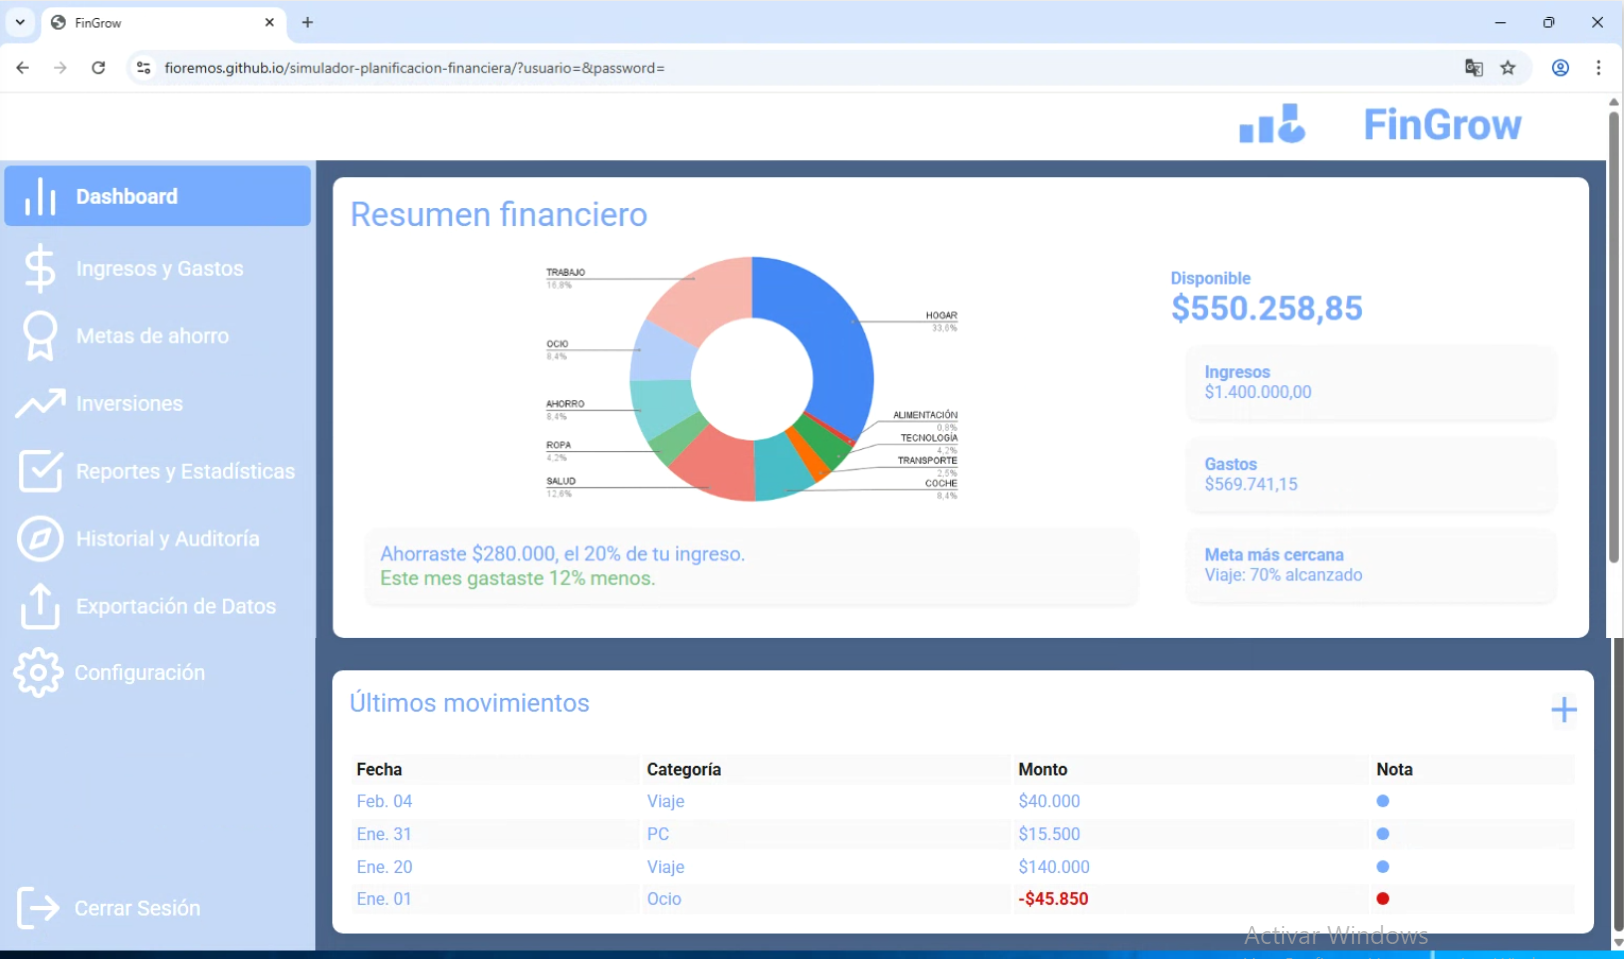 FinGrow
fioremos.github.io/simulador-planificacion-financiera/?usuario=&password=
FinGrow
Dashboard
Ingresos y Gastos
Metas de ahorro
Inversiones
Reportes y Estadísticas
Historial y Auditoría
Exportación de Datos
Configuración
Cerrar Sesión
Resumen financiero
TRABAJO
16,8%
OCIO
8,4%
AHORRO
8,4%
ROPA
4,2%
SALUD
12,6%
HOGAR
33,6%
ALIMENTACIÓN
0,8%
TECNOLOGÍA
4,2%
TRANSPORTE
2,5%
COCHE
8,4%
Ahorraste $280.000, el 20% de tu ingreso.
Este mes gastaste 12% menos.
Disponible
$550.258,85
Ingresos
$1.400.000,00
Gastos
$569.741,15
Meta más cercana
Viaje: 70% alcanzado
Últimos movimientos
Fecha Categoría Monto Nota
Feb. 04 Viaje $40.000
Ene. 31 PC $15.500
Ene. 20 Viaje $140.000
Ene. 01 Ocio -$45.850
Activar Windows